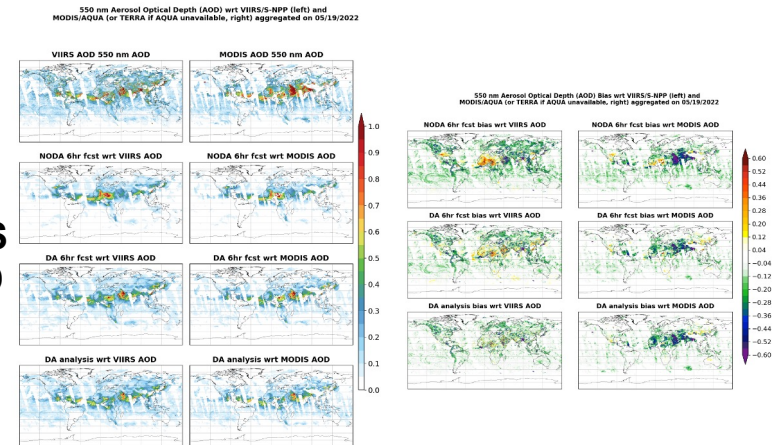 550 nm Aerosol Optical Depth (AOD) wrt VIIRS/S-NPP (left) and
MODIS/AQUA (or TERRA if AQUA unavailable, right) aggregated on 05/19/2022
VIIRS AOD 550 nm AOD
MODIS AOD 550 nm AOD
NODA 6hr fcst wrt VIIRS AOD
NODA 6hr fcst wrt MODIS AOD
DA 6hr fcst wrt VIIRS AOD
DA 6hr fcst wrt MODIS AOD
DA analysis wrt VIIRS AOD
DA analysis wrt MODIS AOD
1.0
0.9
0.8
0.7
0.6
0.5
0.4
0.3
0.2
0.1
0.0
550 nm Aerosol Optical Depth (AOD) Bias wrt VIIRS/S-NPP (left) and
MODIS/AQUA (or TERRA if AQUA unavailable, right) aggregated on 05/19/2022
NODA 6hr fcst bias wrt VIIRS AOD
NODA 6hr fcst bias wrt MODIS AOD
DA 6hr fcst bias wrt VIIRS AOD
DA 6hr fcst bias wrt MODIS AOD
DA analysis bias wrt VIIRS AOD
DA analysis bias wrt MODIS AOD
0.60
0.52
0.44
0.36
0.28
0.20
0.12
0.04
−0.04
−0.12
−0.20
−0.28
−0.36
−0.44
−0.52
−0.60